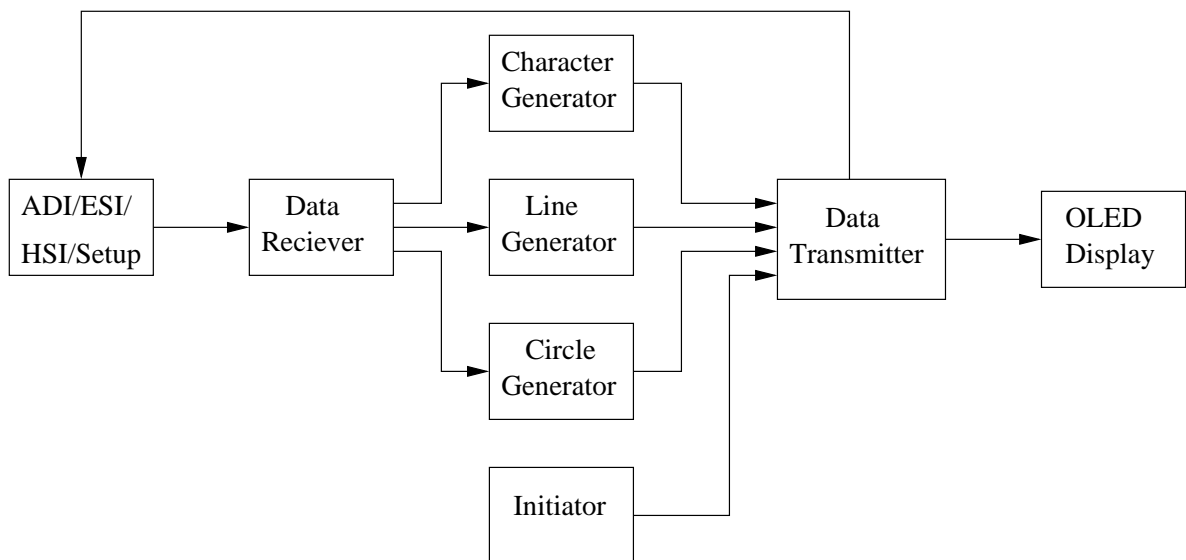 Character
Generator
ADI/ESI/
HSI/Setup
Data
Reciever
Line
Generator
Data
Transmitter
OLED
Display
Circle
Generator
Initiator